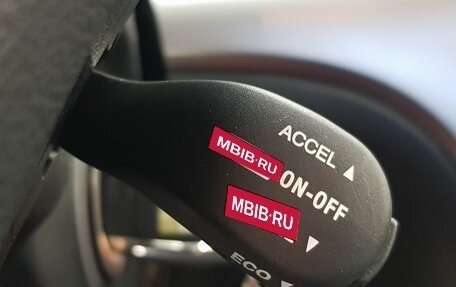 ACCEL ▲
MBIB.RU
ON-OFF
MBIB.RU
▼
ECO ▼